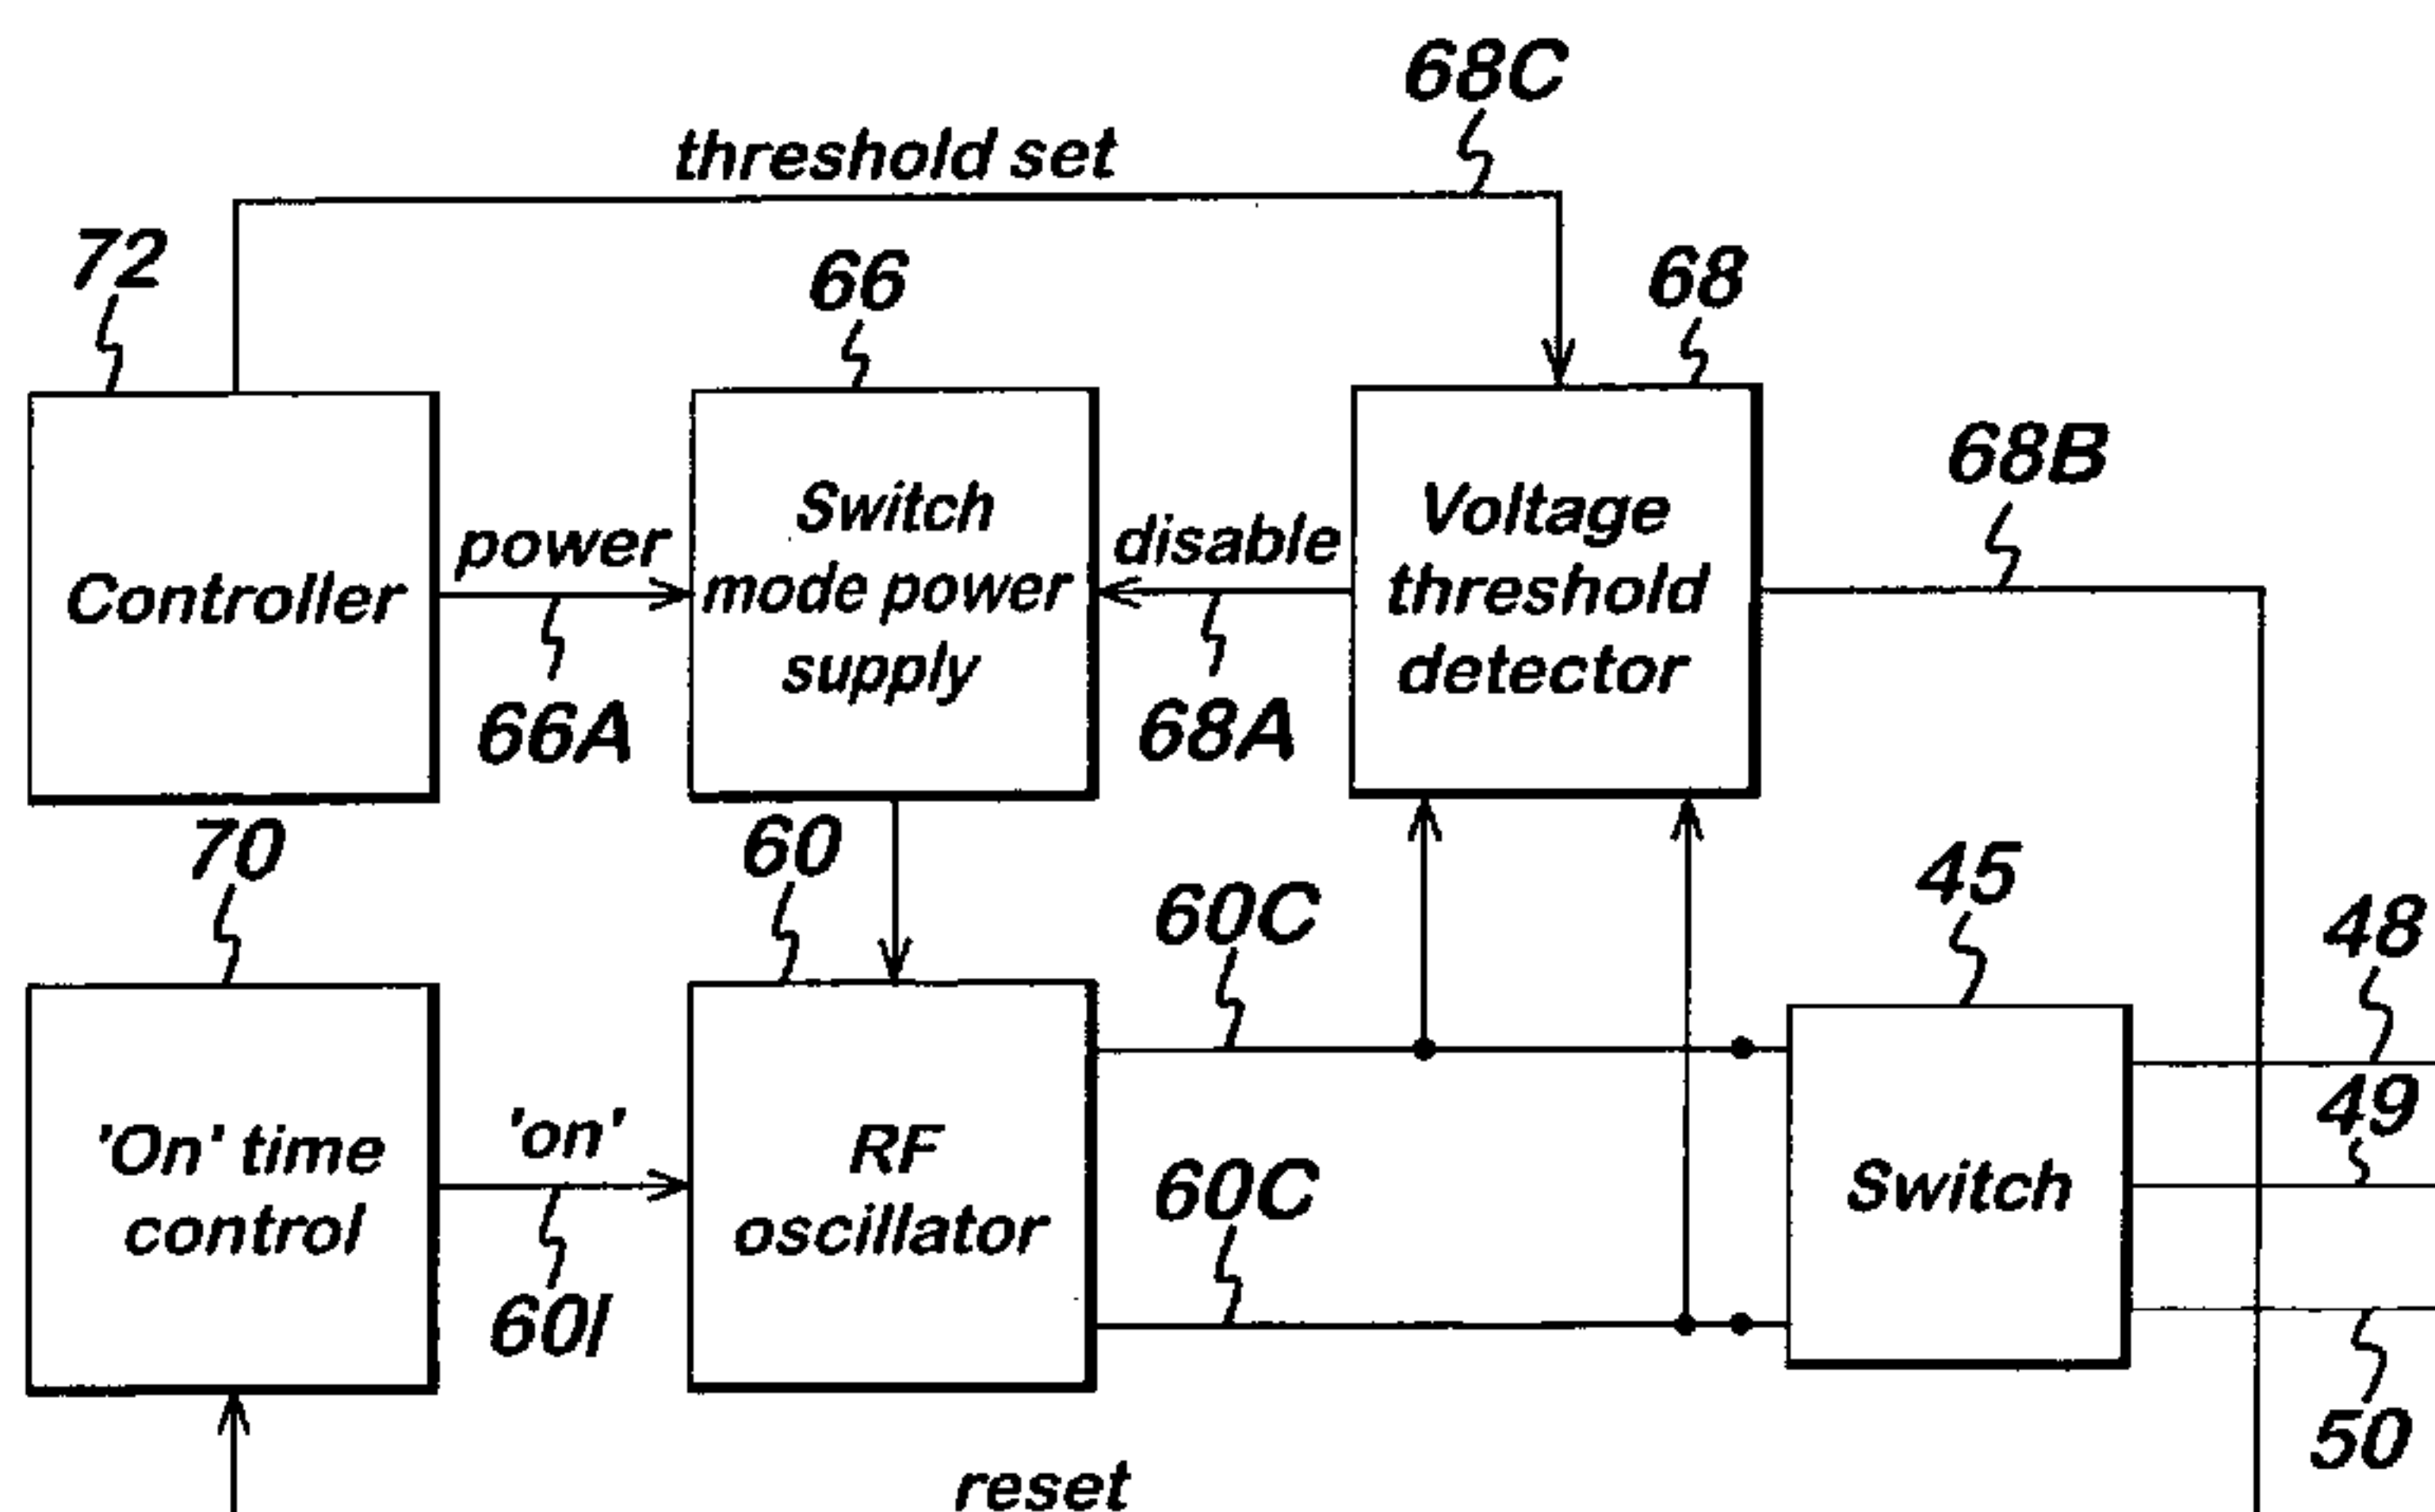 68C
threshold set
72
66
68
68B
Controller
power
66A
Switch
mode power
supply
disable
68A
Voltage
threshold
detector
70
60
60C
45
48
'On' time
control
'on'
60I
RF
oscillator
60C
Switch
49
50
reset